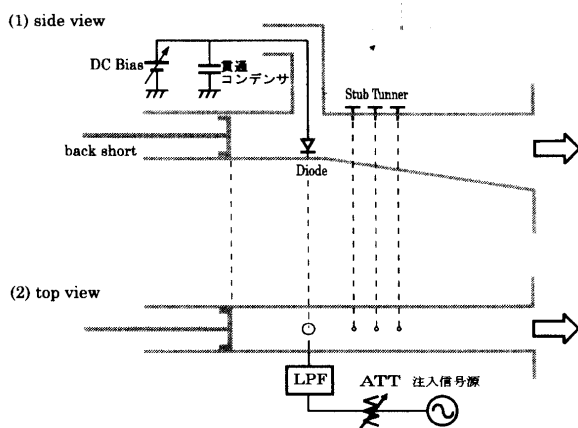 (1) side view
DC Bias
貫通
コンデンサ
Stub Tunner
back short
Diode
(2) top view
LPF
ATT 注入信号源